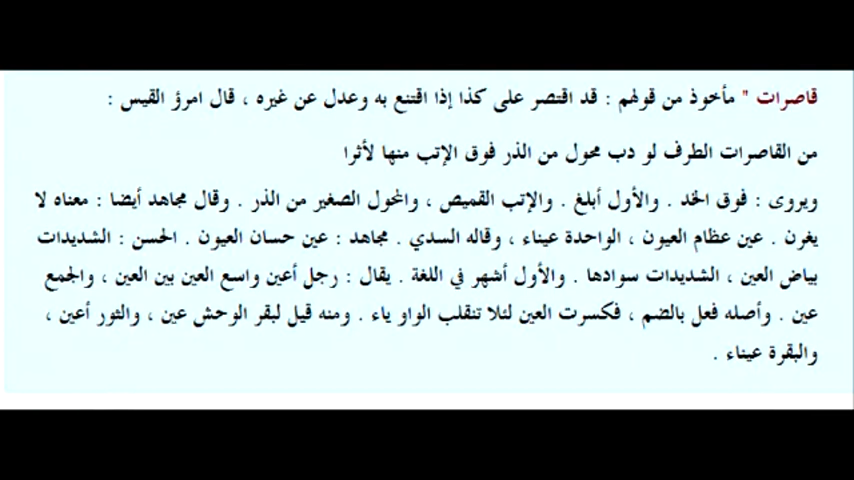 قاصرات " مأخوذ من قولهم : قد اقتصر على كذا إذا اقتنع به وعدل عن غيره ، قال امرؤ القيس :
من القاصرات الطرف لو دب محول من الذر فوق الإتب منها لأثرا
ويروى : فوق الخد . والأول أبلغ . والإتب القميص ، والمحول الصغير من الذر . وقال مجاهد أيضا : معناه لا
يغرن . عين عظام العيون ، الواحدة عيناء ، وقاله السدي . مجاهد : عين حسان العيون . الحسن : الشديدات
بياض العين ، الشديدات سوادها . والأول أشهر في اللغة . يقال : رجل أعين واسع العين بين العين ، والجمع
عين . وأصله فعل بالضم ، فكسرت العين لئلا تنقلب الواو ياء . ومنه قيل لبقر الوحش عين ، والثور أعين ،
والبقرة عيناء .